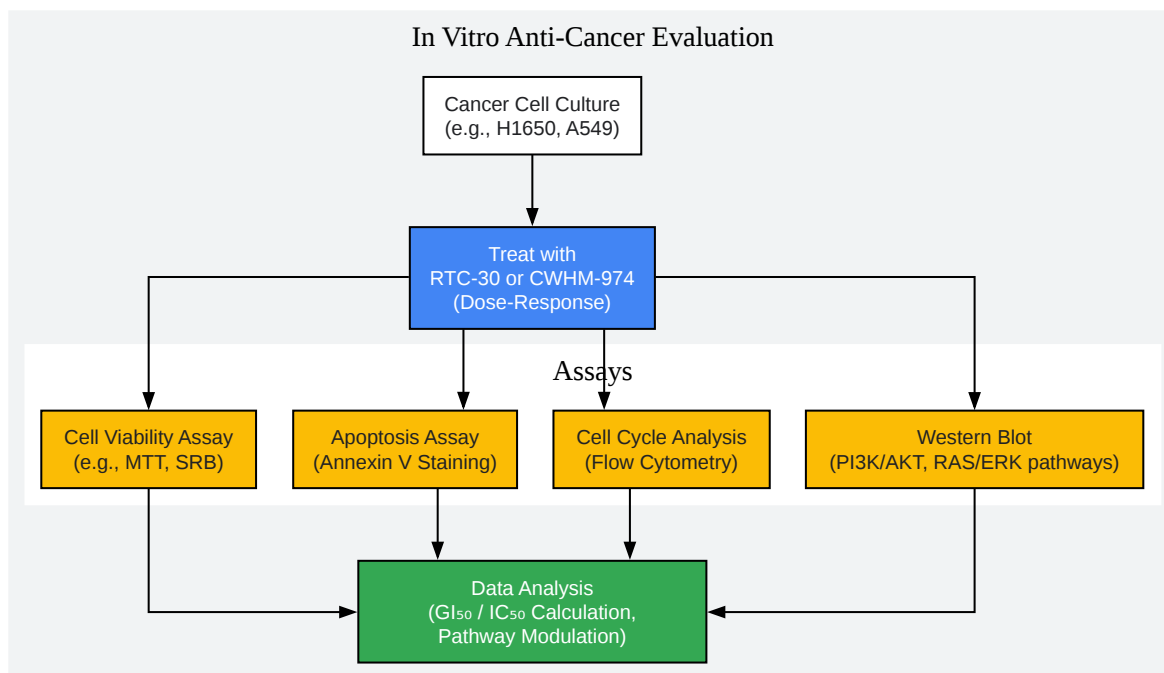 In Vitro Anti-Cancer Evaluation
Cancer Cell Culture
(e.g., H1650, A549)
Treat with
RTC-30 or CWHM-974
(Dose-Response)
Assays
Cell Viability Assay
(e.g., MTT, SRB)
Apoptosis Assay
(Annexin V Staining)
Cell Cycle Analysis
(Flow Cytometry)
Western Blot
(PI3K/AKT, RAS/ERK pathways)
Data Analysis
(GI₅₀ / IC₅₀ Calculation,
Pathway Modulation)